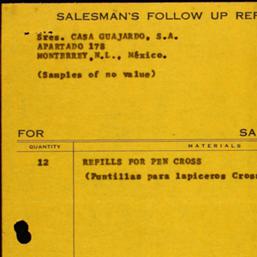 SALESMAN'S FOLLOW UP REP
Sres. CASA GUAJARDO, S.A.
APARTADO 178
MONTERREY,N.L., México.
(Samples of no value)
FOR SA
QUANTITY MATERIALS
12 REFILLS FOR PEN CROSS
(Puntillas para lapiceros Cros